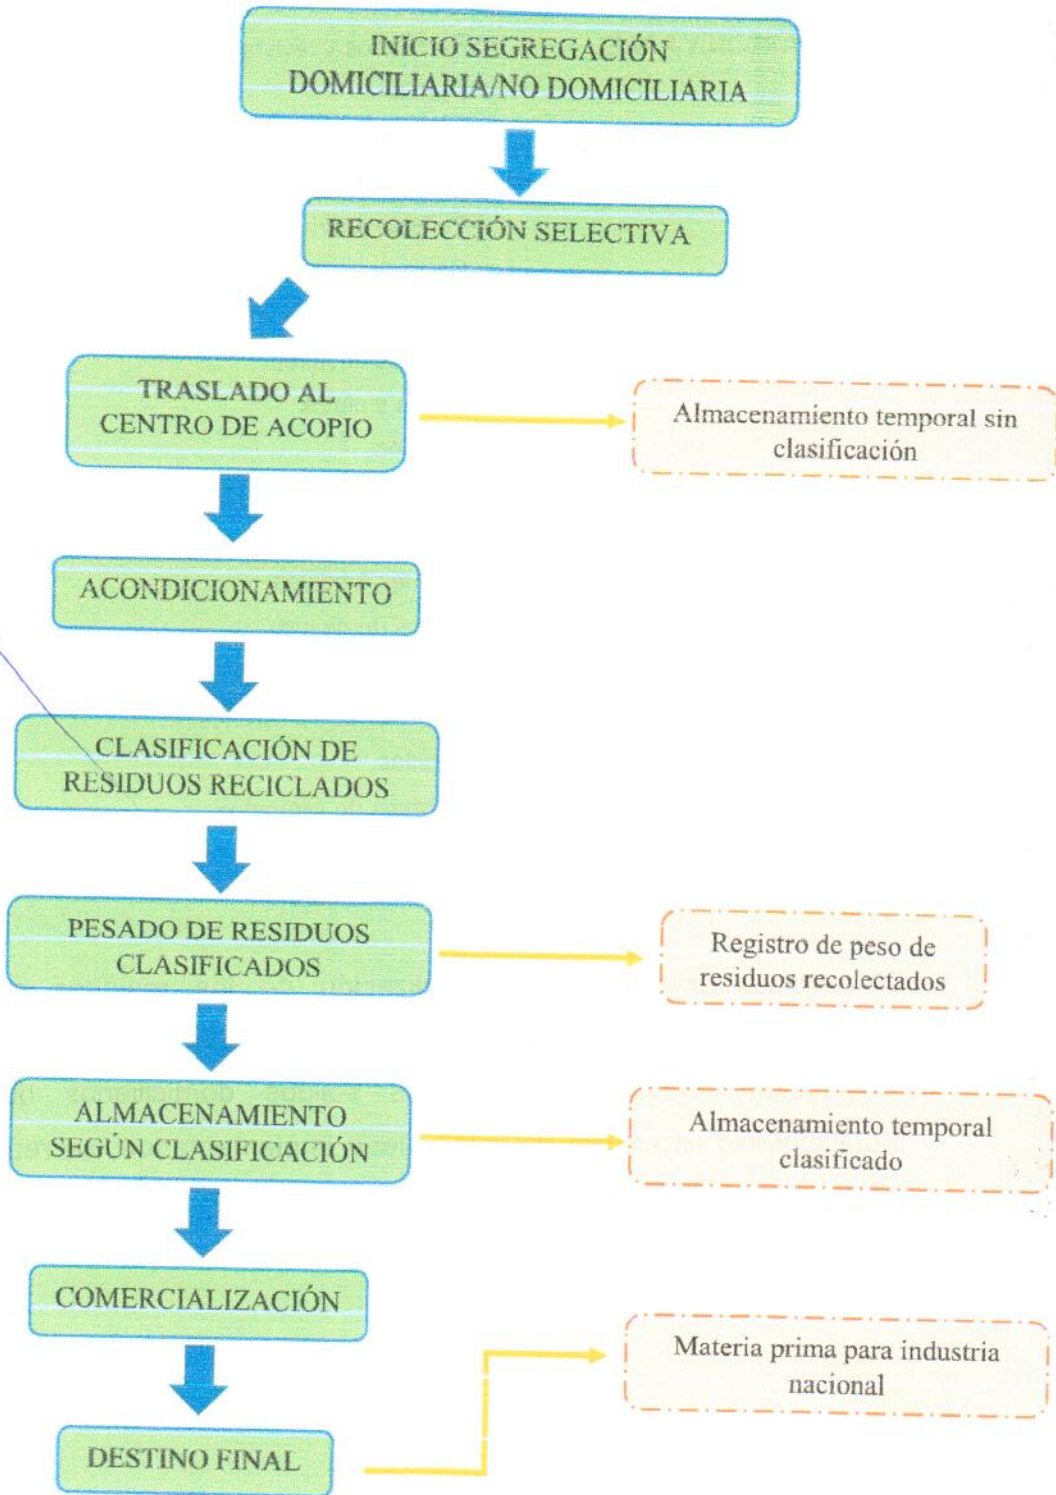 INICIO SEGREGACIÓN
DOMICILIARIA/NO DOMICILIARIA
RECOLECCIÓN SELECTIVA
TRASLADO AL
CENTRO DE ACOPIO
Almacenamiento temporal sin
clasificación
ACONDICIONAMIENTO
CLASIFICACIÓN DE
RESIDUOS RECICLADOS
PESADO DE RESIDUOS
CLASIFICADOS
Registro de peso de
residuos recolectados
ALMACENAMIENTO
SEGÚN CLASIFICACIÓN
Almacenamiento temporal
clasificado
COMERCIALIZACIÓN
Materia prima para industria
nacional
DESTINO FINAL